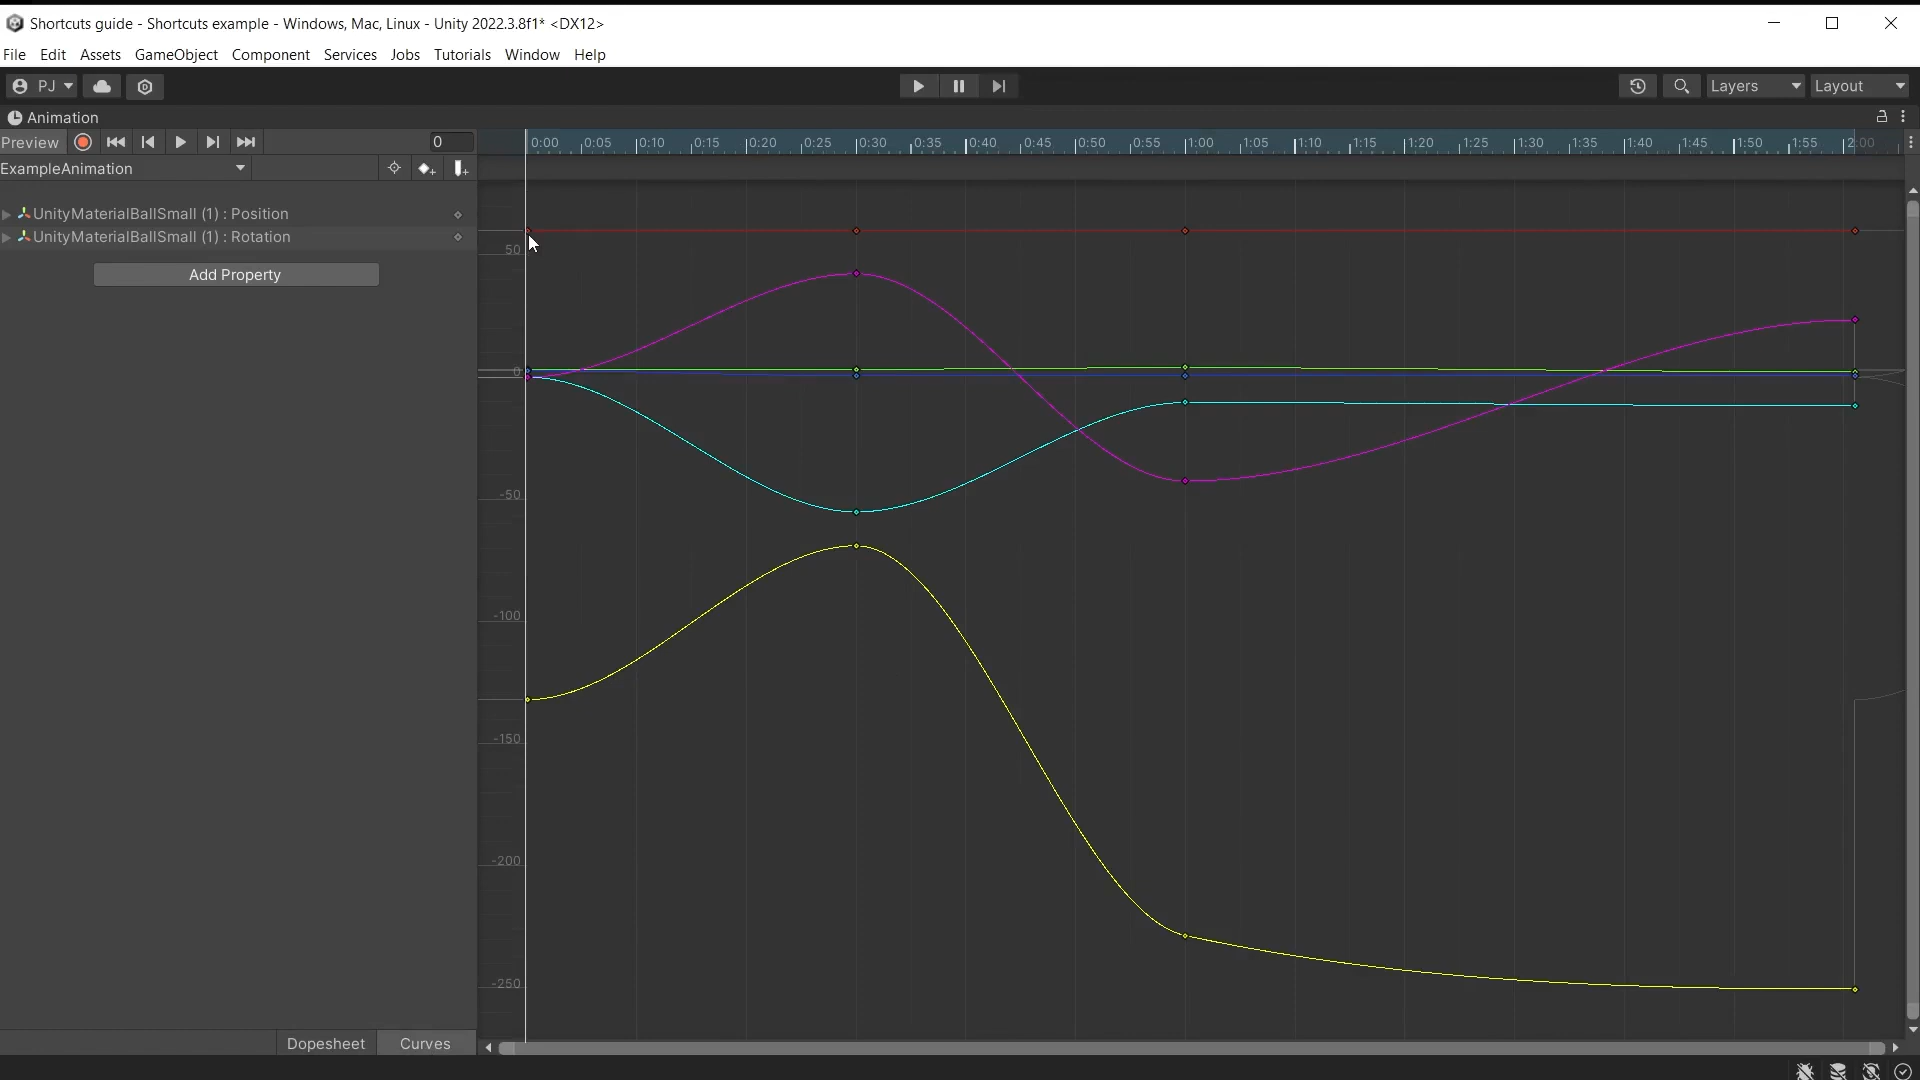 Shortcuts guide - Shortcuts example - Windows, Mac, Linux - Unity 2022.3.8f1* <DX12>
File Edit Assets GameObject Component Services Jobs Tutorials Window Help
PJ Layers Layout
Animation
Preview 0 0:00 0:05 0:10 0:15 0:20 0:25 0:30 0:35 0:40 0:45 0:50 0:55 1:00 1:05 1:10 1:15 1:20 1:25 1:30 1:35 1:40 1:45 1:50 1:55 2:00
ExampleAnimation
UnityMaterialBallSmall (1) : Position
UnityMaterialBallSmall (1) : Rotation
50
Add Property
0
-50
-100
-150
-200
-250
Dopesheet Curves